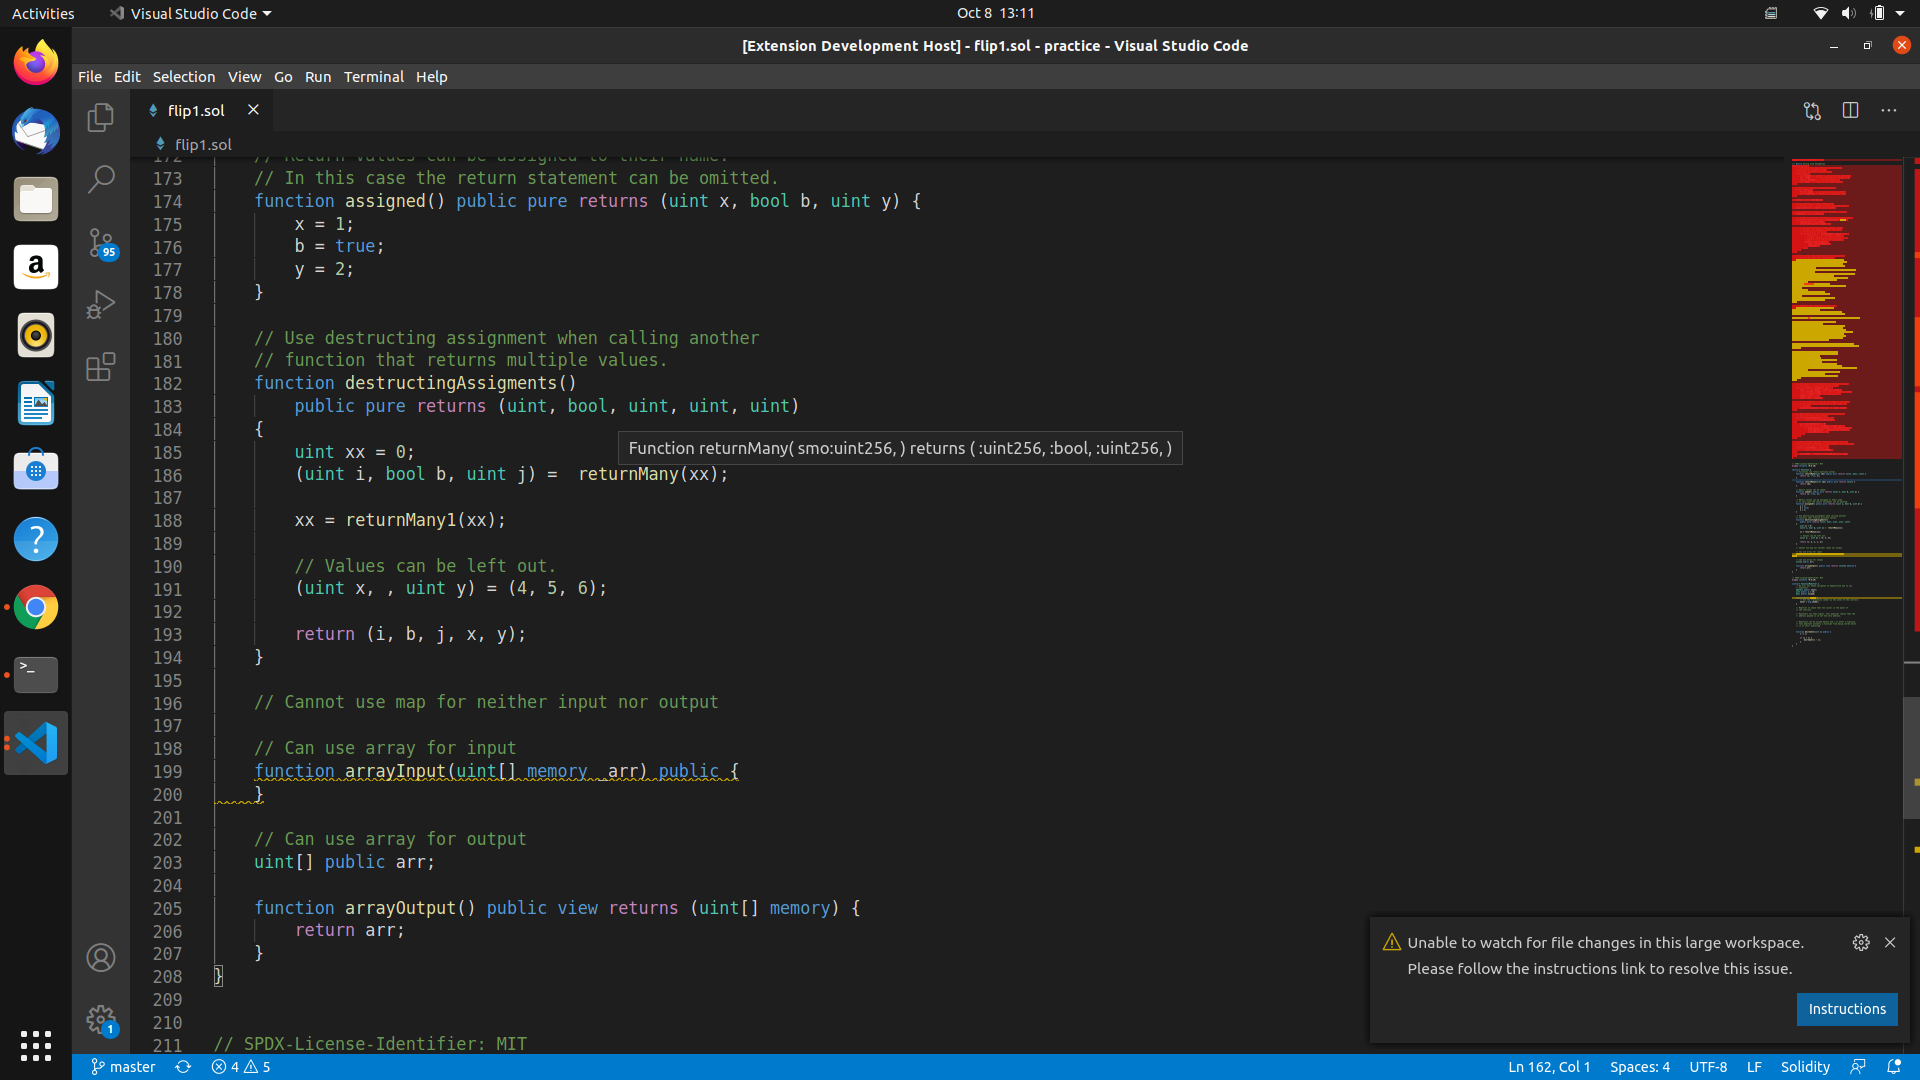 Activities
Visual Studio Code
Oct 8 13:11
[Extension Development Host] - flip1.sol - practice - Visual Studio Code
File Edit Selection View Go Run Terminal Help
flip1.sol
flip1.sol
172 // Return values can be assigned to their name.
173 // In this case the return statement can be omitted.
174 function assigned() public pure returns (uint x, bool b, uint y) {
175 x = 1;
176 b = true;
177 y = 2;
178 }
179
180 // Use destructing assignment when calling another
181 // function that returns multiple values.
182 function destructingAssigments()
183 public pure returns (uint, bool, uint, uint, uint)
184 {
Function returnMany( smo:uint256, ) returns ( :uint256, :bool, :uint256, )
185 uint xx = 0;
186 (uint i, bool b, uint j) =  returnMany(xx);
187
188 xx = returnMany1(xx);
189
190 // Values can be left out.
191 (uint x, , uint y) = (4, 5, 6);
192
193 return (i, b, j, x, y);
194 }
195
196 // Cannot use map for neither input nor output
197
198 // Can use array for input
199 function arrayInput(uint[] memory _arr) public {
200 }
201
202 // Can use array for output
203 uint[] public arr;
204
205 function arrayOutput() public view returns (uint[] memory) {
206 return arr;
207 }
208 }
209
210
211 // SPDX-License-Identifier: MIT
95
1
Unable to watch for file changes in this large workspace.
Please follow the instructions link to resolve this issue.
Instructions
master 4 5
Ln 162, Col 1 Spaces: 4 UTF-8 LF Solidity